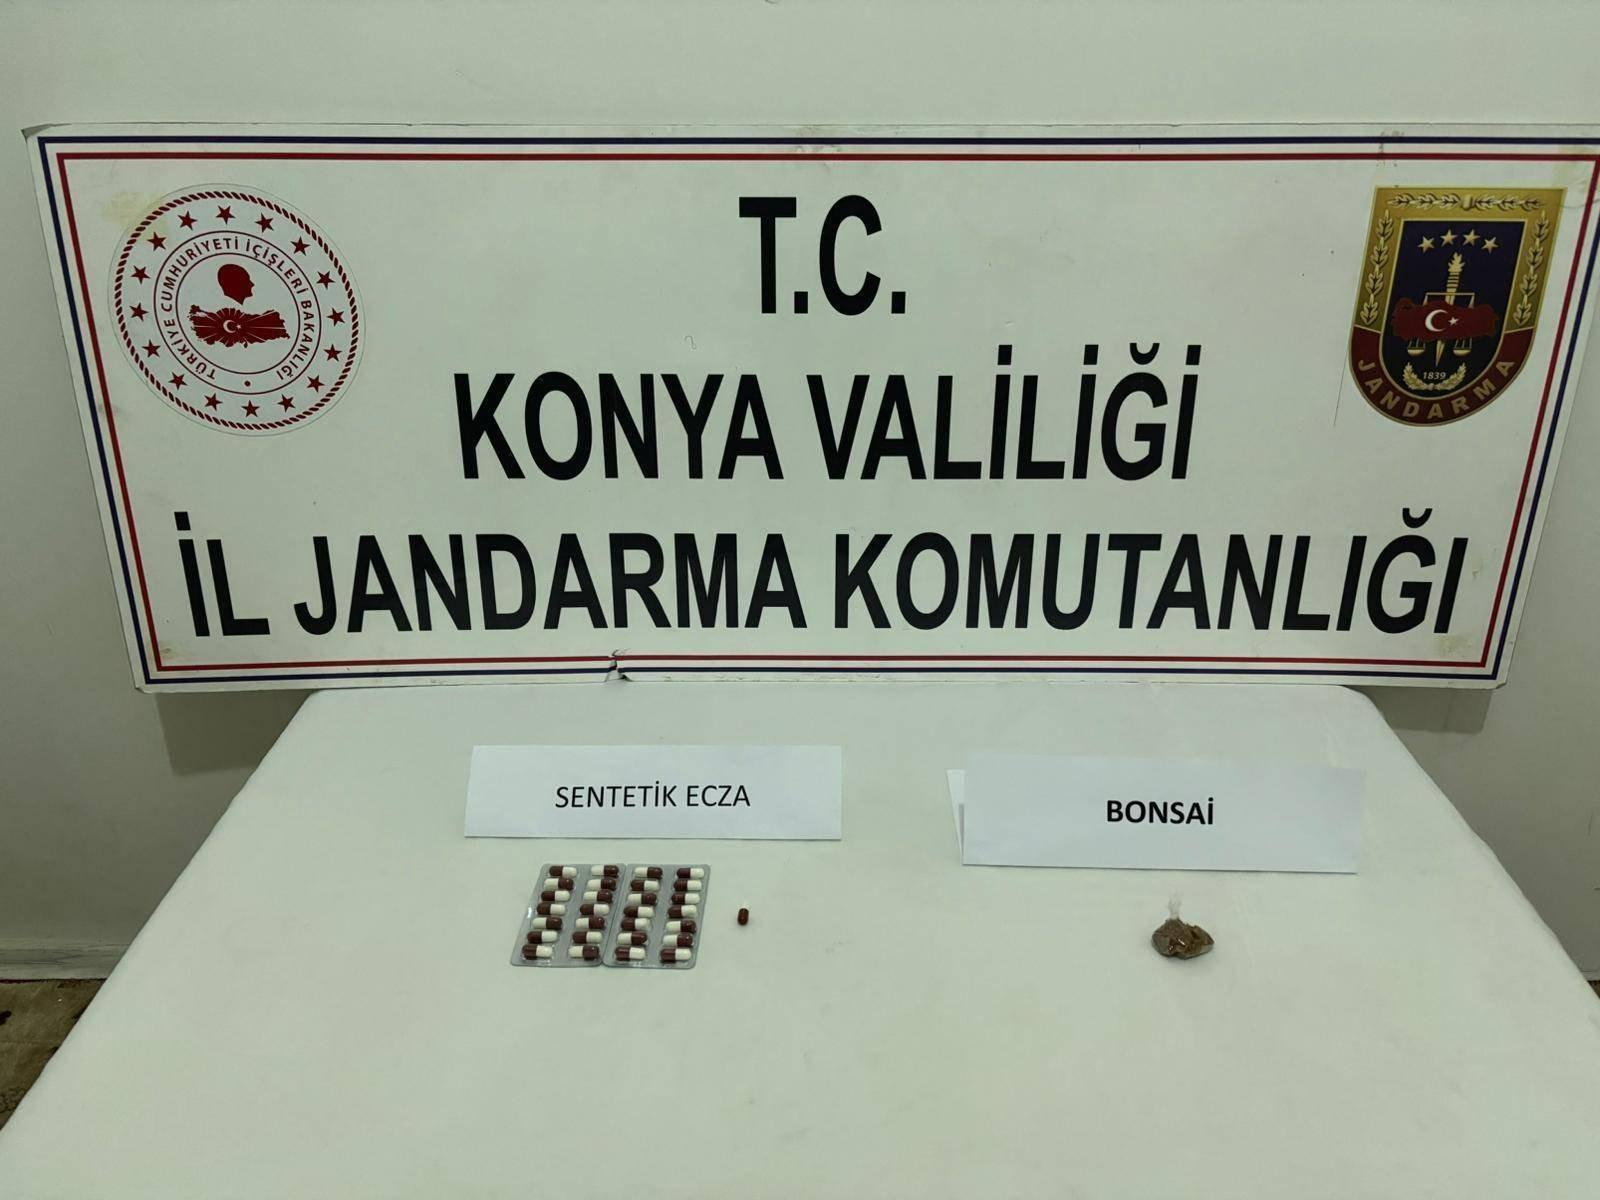 T.C.
KONYA VALİLİĞİ
İL JANDARMA KOMUTANLIĞI
TÜRKİYE CUMHURİYETİ İÇİŞLERİ BAKANLIĞI
1839
JANDARMA
SENTETİK ECZA
BONSAİ